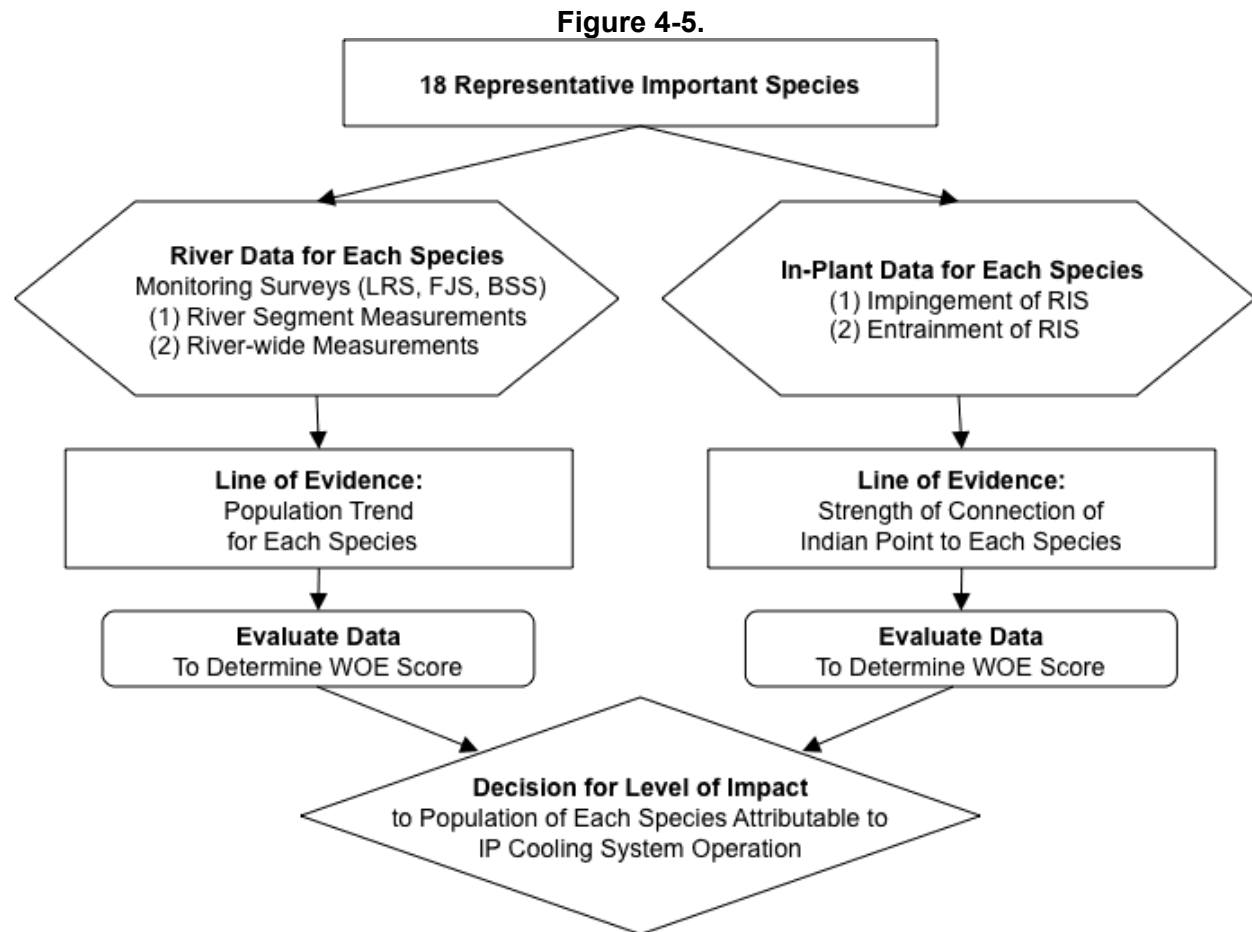 Figure 4-5.
18 Representative Important Species
River Data for Each Species
Monitoring Surveys (LRS, FJS, BSS)
(1) River Segment Measurements
(2) River-wide Measurements
In-Plant Data for Each Species
(1) Impingement of RIS
(2) Entrainment of RIS
Line of Evidence:
Population Trend
for Each Species
Line of Evidence:
Strength of Connection of
Indian Point to Each Species
Evaluate Data
To Determine WOE Score
Evaluate Data
To Determine WOE Score
Decision for Level of Impact
to Population of Each Species Attributable to
IP Cooling System Operation